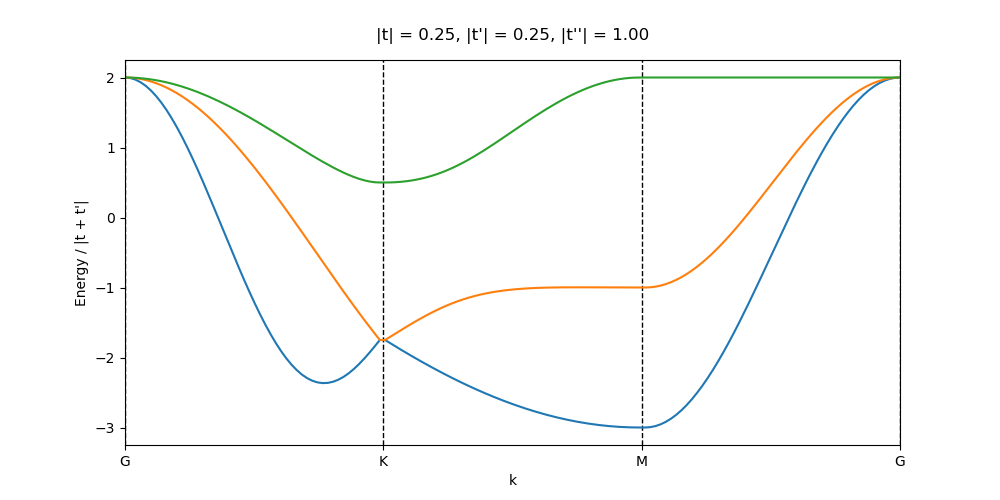 |t| = 0.25, |t'| = 0.25, |t''| = 1.00
Energy / |t + t'|
2
1
0
−1
−2
−3
G
K
M
G
k